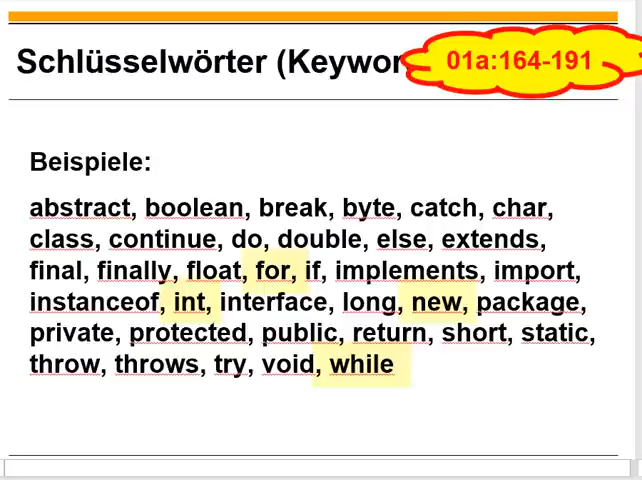 Schlüsselwörter (Keywor
01a:164-191
Beispiele:
abstract, boolean, break, byte, catch, char,
class, continue, do, double, else, extends,
final, finally, float, for, if, implements, import,
instanceof, int, interface, long, new, package,
private, protected, public, return, short, static,
throw, throws, try, void, while